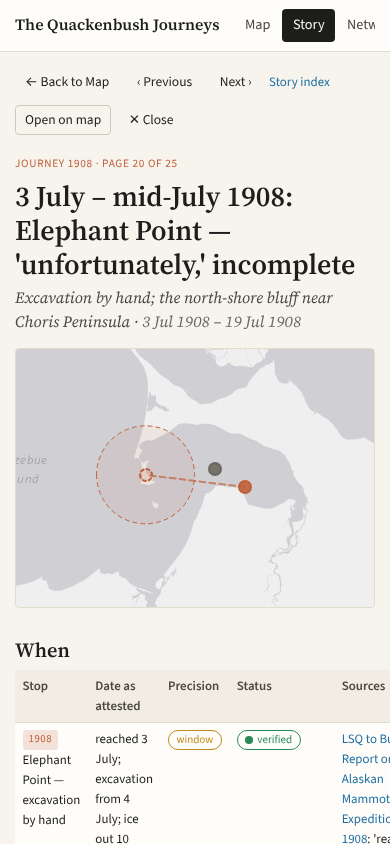 The Quackenbush Journeys Map Story
← Back to Map ‹ Previous Next › Story index
Open on map ✕ Close
JOURNEY 1908 · PAGE 20 OF 25
3 July – mid-July 1908:
Elephant Point —
'unfortunately,' incomplete
Excavation by hand; the north-shore bluff near
Choris Peninsula · 3 Jul 1908 – 19 Jul 1908
When
Stop Date as attested Precision Status Sources
1908
Elephant
Point —
excavation
by hand
reached 3
July;
excavation
from 4
July; ice
out 10
window
verified
LSQ to
Report
Alaskan
Mammot
Expeditio
1908: 'rea